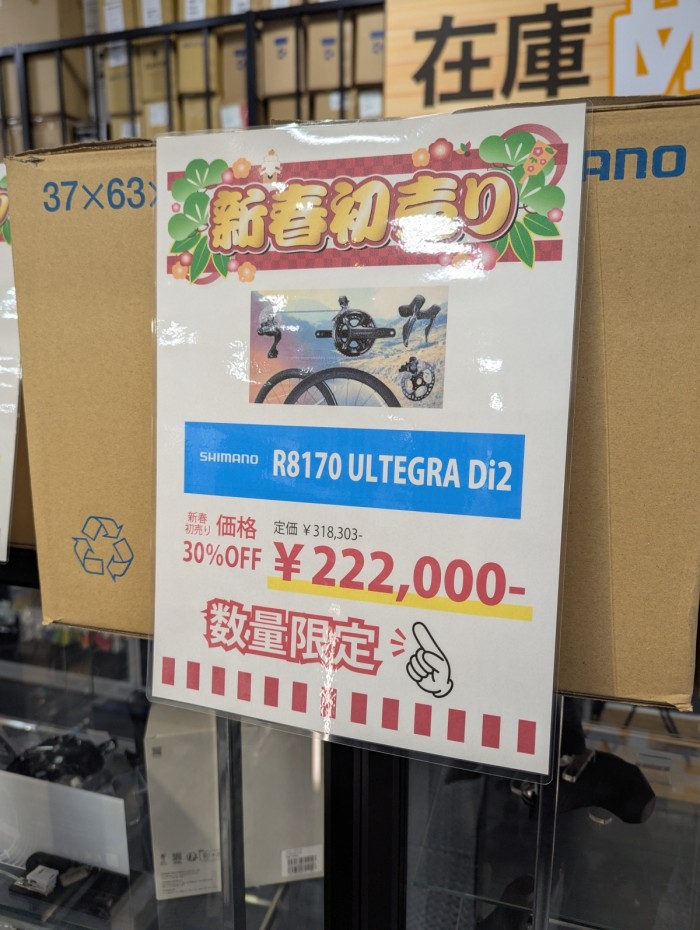 在庫
37×63
ANO
新春初売り
SHIMANO R8170 ULTEGRA Di2
新春
初売り 価格 定価 ¥318,303-
30%OFF ¥222,000-
数量限定